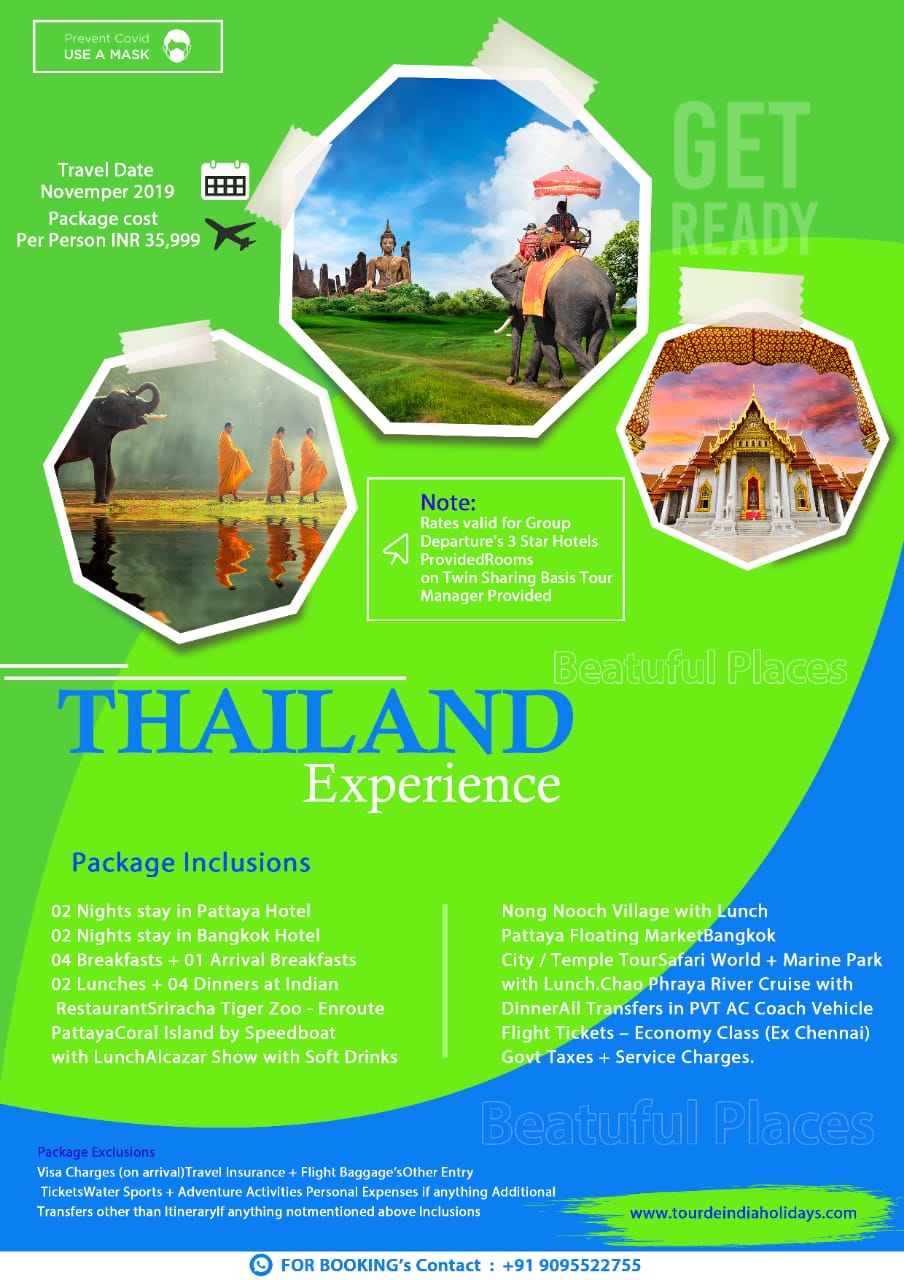 Prevent Covid
USE A MASK
GET
READY
Travel Date
Novemper 2019
Package cost
Per Person INR 35,999
Note:
Rates valid for Group
Departure's 3 Star Hotels
ProvidedRooms
on Twin Sharing Basis Tour
Manager Provided
Beatuful Places
THAILAND
Experience
Package Inclusions
02 Nights stay in Pattaya Hotel
02 Nights stay in Bangkok Hotel
04 Breakfasts + 01 Arrival Breakfasts
02 Lunches + 04 Dinners at Indian
RestaurantSriracha Tiger Zoo - Enroute
PattayaCoral Island by Speedboat
with LunchAlcazar Show with Soft Drinks
Nong Nooch Village with Lunch
Pattaya Floating MarketBangkok
City / Temple TourSafari World + Marine Park
with Lunch.Chao Phraya River Cruise with
DinnerAll Transfers in PVT AC Coach Vehicle
Flight Tickets – Economy Class (Ex Chennai)
Govt Taxes + Service Charges.
Beatuful Places
Package Exclusions
Visa Charges (on arrival)Travel Insurance + Flight Baggage'sOther Entry
TicketsWater Sports + Adventure Activities Personal Expenses if anything Additional
Transfers other than ItineraryIf anything notmentioned above Inclusions
www.tourdeindiaholidays.com
FOR BOOKING's Contact : +91 9095522755